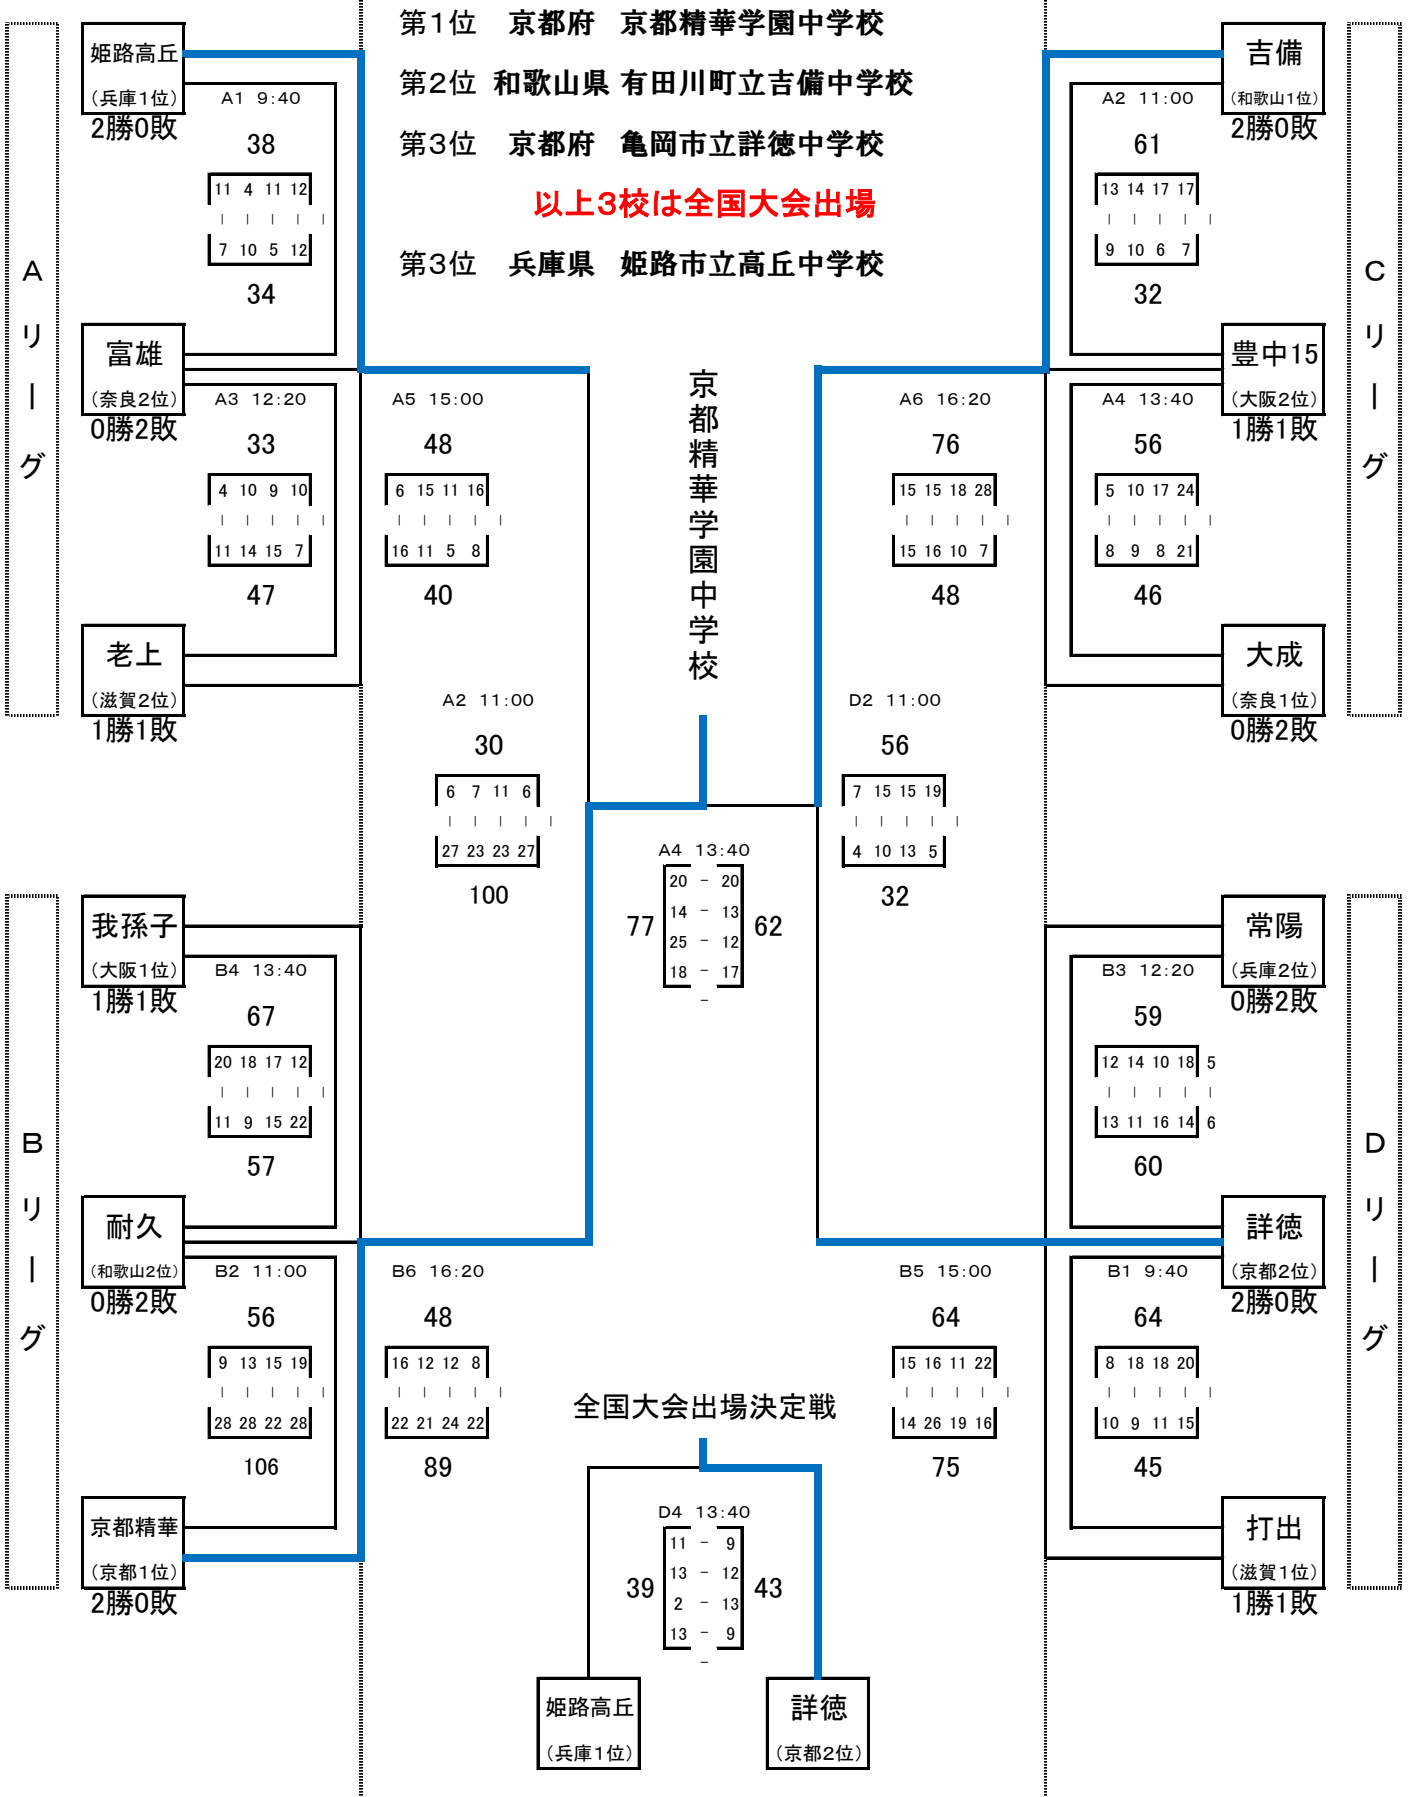 第1位 京都府 京都精華学園中学校
第2位 和歌山県 有田川町立吉備中学校
第3位 京都府 亀岡市立詳徳中学校
以上3校は全国大会出場
第3位 兵庫県 姫路市立高丘中学校
Aリーグ
姫路高丘
(兵庫1位)
2勝0敗
A1 9:40
38
11 4 11 12
| | | | |
7 10 5 12
34
富雄
(奈良2位)
0勝2敗
A3 12:20
33
4 10 9 10
| | | | |
11 14 15 7
47
老上
(滋賀2位)
1勝1敗
A5 15:00
48
6 15 11 16
| | | | |
16 11 5 8
40
Bリーグ
我孫子
(大阪1位)
1勝1敗
B4 13:40
67
20 18 17 12
| | | | |
11 9 15 22
57
耐久
(和歌山2位)
0勝2敗
B2 11:00
56
9 13 15 19
| | | | |
28 28 22 28
106
京都精華
(京都1位)
2勝0敗
B6 16:20
48
16 12 12 8
| | | | |
22 21 24 22
89
A2 11:00
30
6 7 11 6
| | | | |
27 23 23 27
100
京都精華学園中学校
A4 13:40
77
20 - 20
14 - 13
25 - 12
18 - 17
-
62
D2 11:00
56
7 15 15 19
| | | | |
4 10 13 5
32
Cリーグ
吉備
(和歌山1位)
2勝0敗
A2 11:00
61
13 14 17 17
| | | | |
9 10 6 7
32
豊中15
(大阪2位)
1勝1敗
A4 13:40
56
5 10 17 24
| | | | |
8 9 8 21
46
大成
(奈良1位)
0勝2敗
A6 16:20
76
15 15 18 28
| | | | |
15 16 10 7
48
Dリーグ
常陽
(兵庫2位)
0勝2敗
B3 12:20
59
12 14 10 18 5
| | | | |
13 11 16 14 6
60
詳徳
(京都2位)
2勝0敗
B1 9:40
64
8 18 18 20
| | | | |
10 9 11 15
45
打出
(滋賀1位)
1勝1敗
B5 15:00
64
15 16 11 22
| | | | |
14 26 19 16
75
全国大会出場決定戦
D4 13:40
39
11 - 9
13 - 12
2 - 13
13 - 9
-
43
姫路高丘
(兵庫1位)
詳徳
(京都2位)